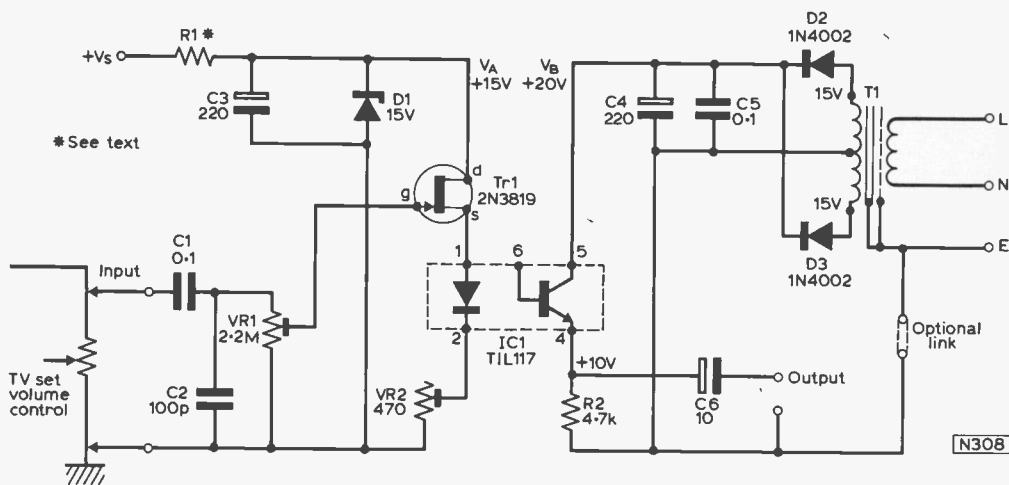 +Vs
R1 *
C3
220
D1
15V
VA
+15V
VB
+20V
C4
220
C5
0·1
D2
1N4002
15V
T1
L
N
E
15V
D3
1N4002
* See text
d
g
s
Tr1
2N3819
C1
0·1
Input
VR1
2·2M
TV set
volume
control
C2
100p
1
6
5
2
4
IC1
TIL117
VR2
470
+10V
R2
4·7k
C6
10
Output
Optional
link
N308